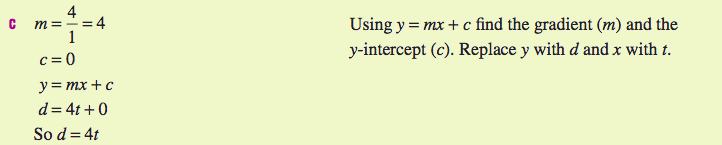 c m = 4/1 = 4
c = 0
y = mx + c
d = 4t + 0
So d = 4t
Using y = mx + c find the gradient (m) and the
y-intercept (c). Replace y with d and x with t.